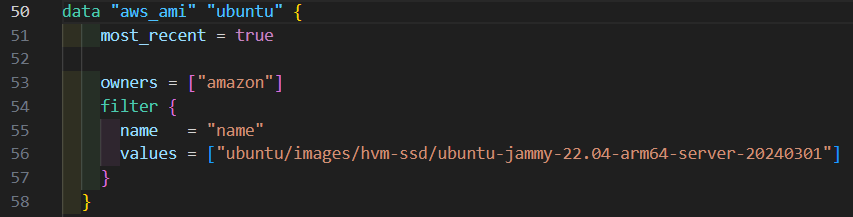 50 data "aws_ami" "ubuntu" {
51 most_recent = true
52
53 owners = ["amazon"]
54 filter {
55 name   = "name"
56 values = ["ubuntu/images/hvm-ssd/ubuntu-jammy-22.04-arm64-server-20240301"]
57 }
58 }